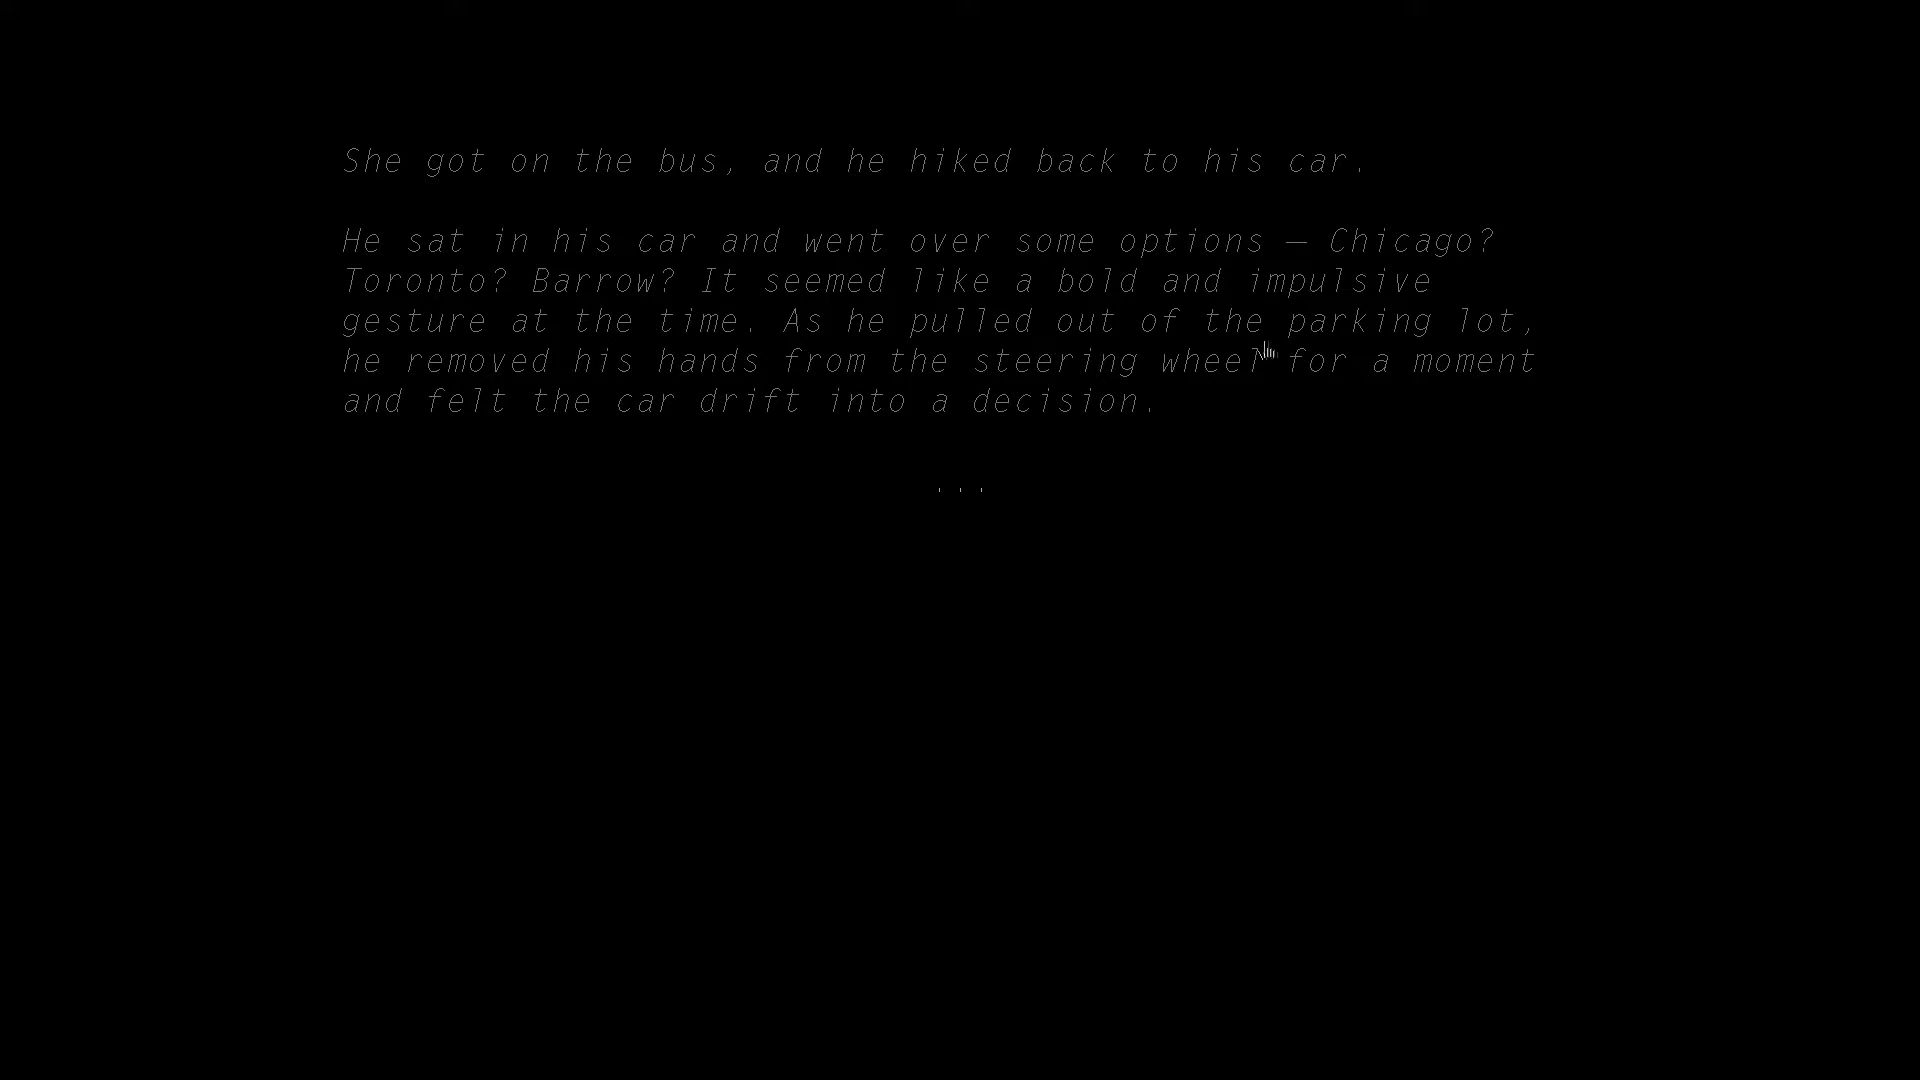 She got on the bus, and he hiked back to his car.
He sat in his car and went over some options — Chicago?
Toronto? Barrow? It seemed like a bold and impulsive
gesture at the time. As he pulled out of the parking lot,
he removed his hands from the steering wheel for a moment
and felt the car drift into a decision.
...